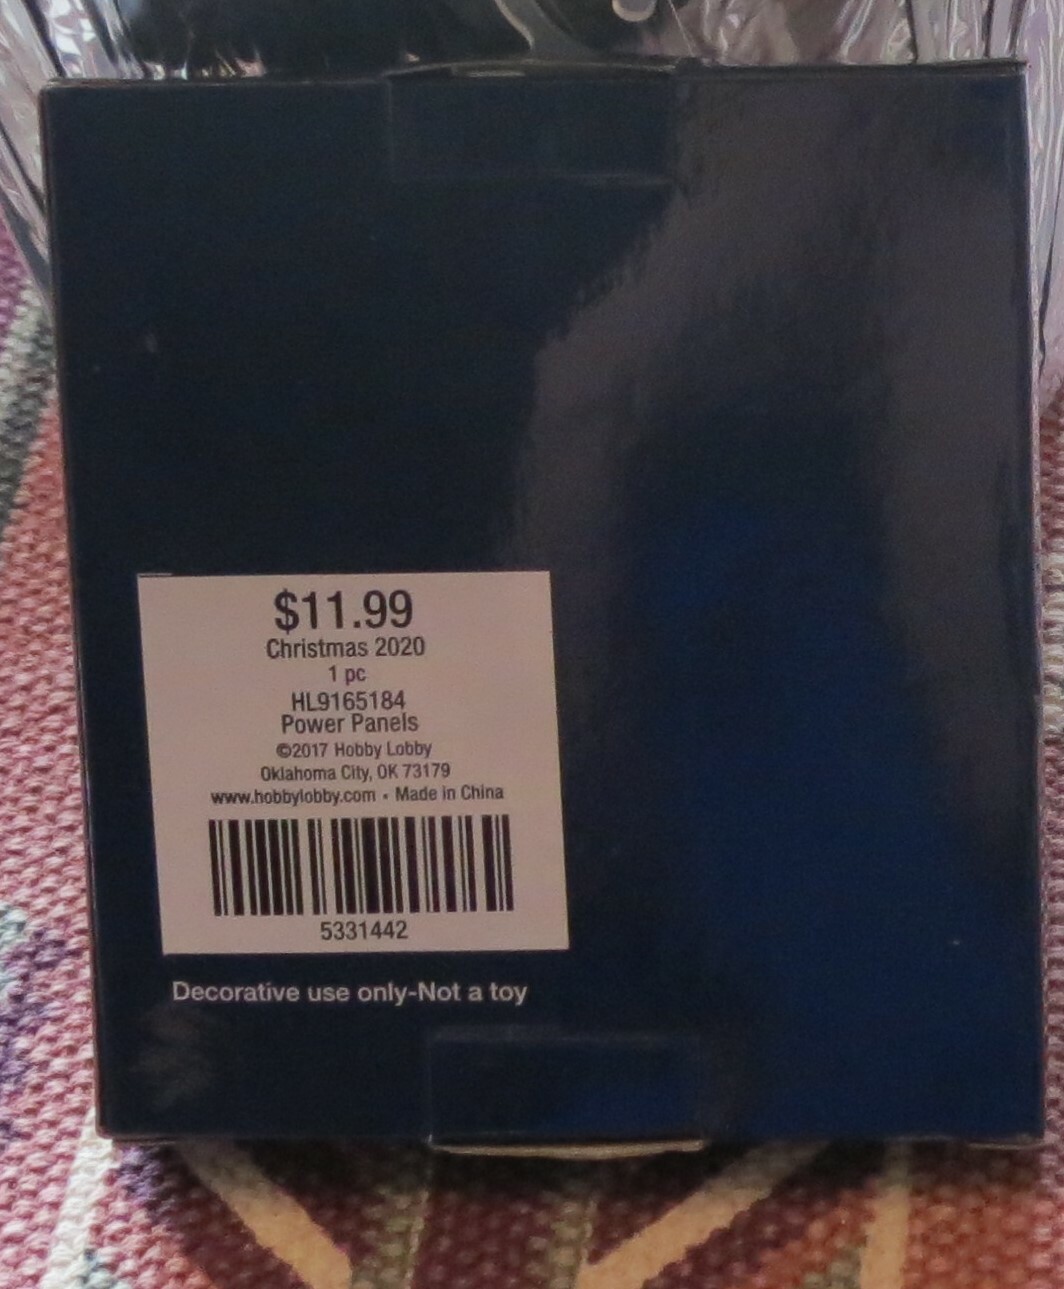 $11.99
Christmas 2020
1 pc
HL9165184
Power Panels
©2017 Hobby Lobby
Oklahoma City, OK 73179
www.hobbylobby.com • Made in China
5331442
Decorative use only-Not a toy